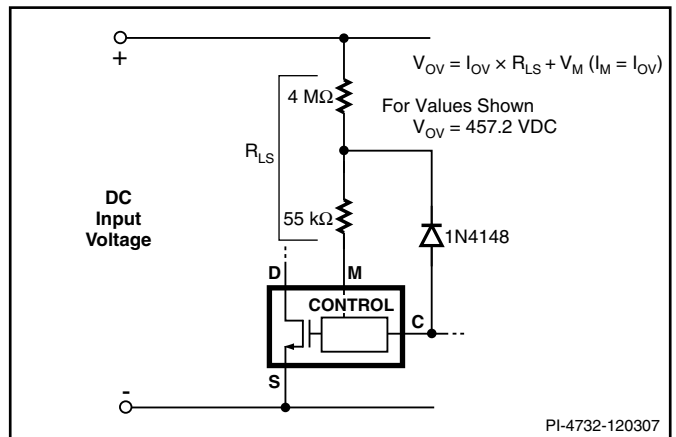 +
V_OV = I_OV × R_LS + V_M (I_M = I_OV)
4 MΩ
For Values Shown
V_OV = 457.2 VDC
R_LS
DC
Input
Voltage
55 kΩ
1N4148
D
M
CONTROL
C
S
-
PI-4732-120307